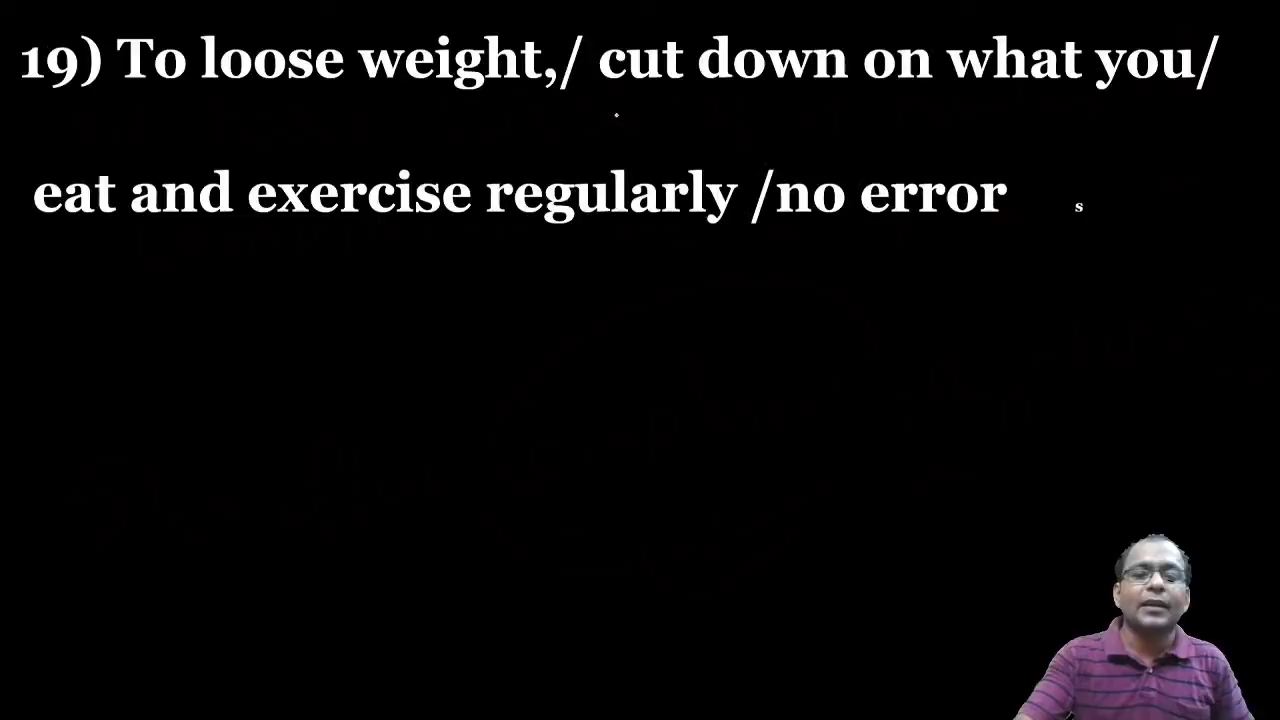 19) To loose weight,/ cut down on what you/
eat and exercise regularly /no error
s